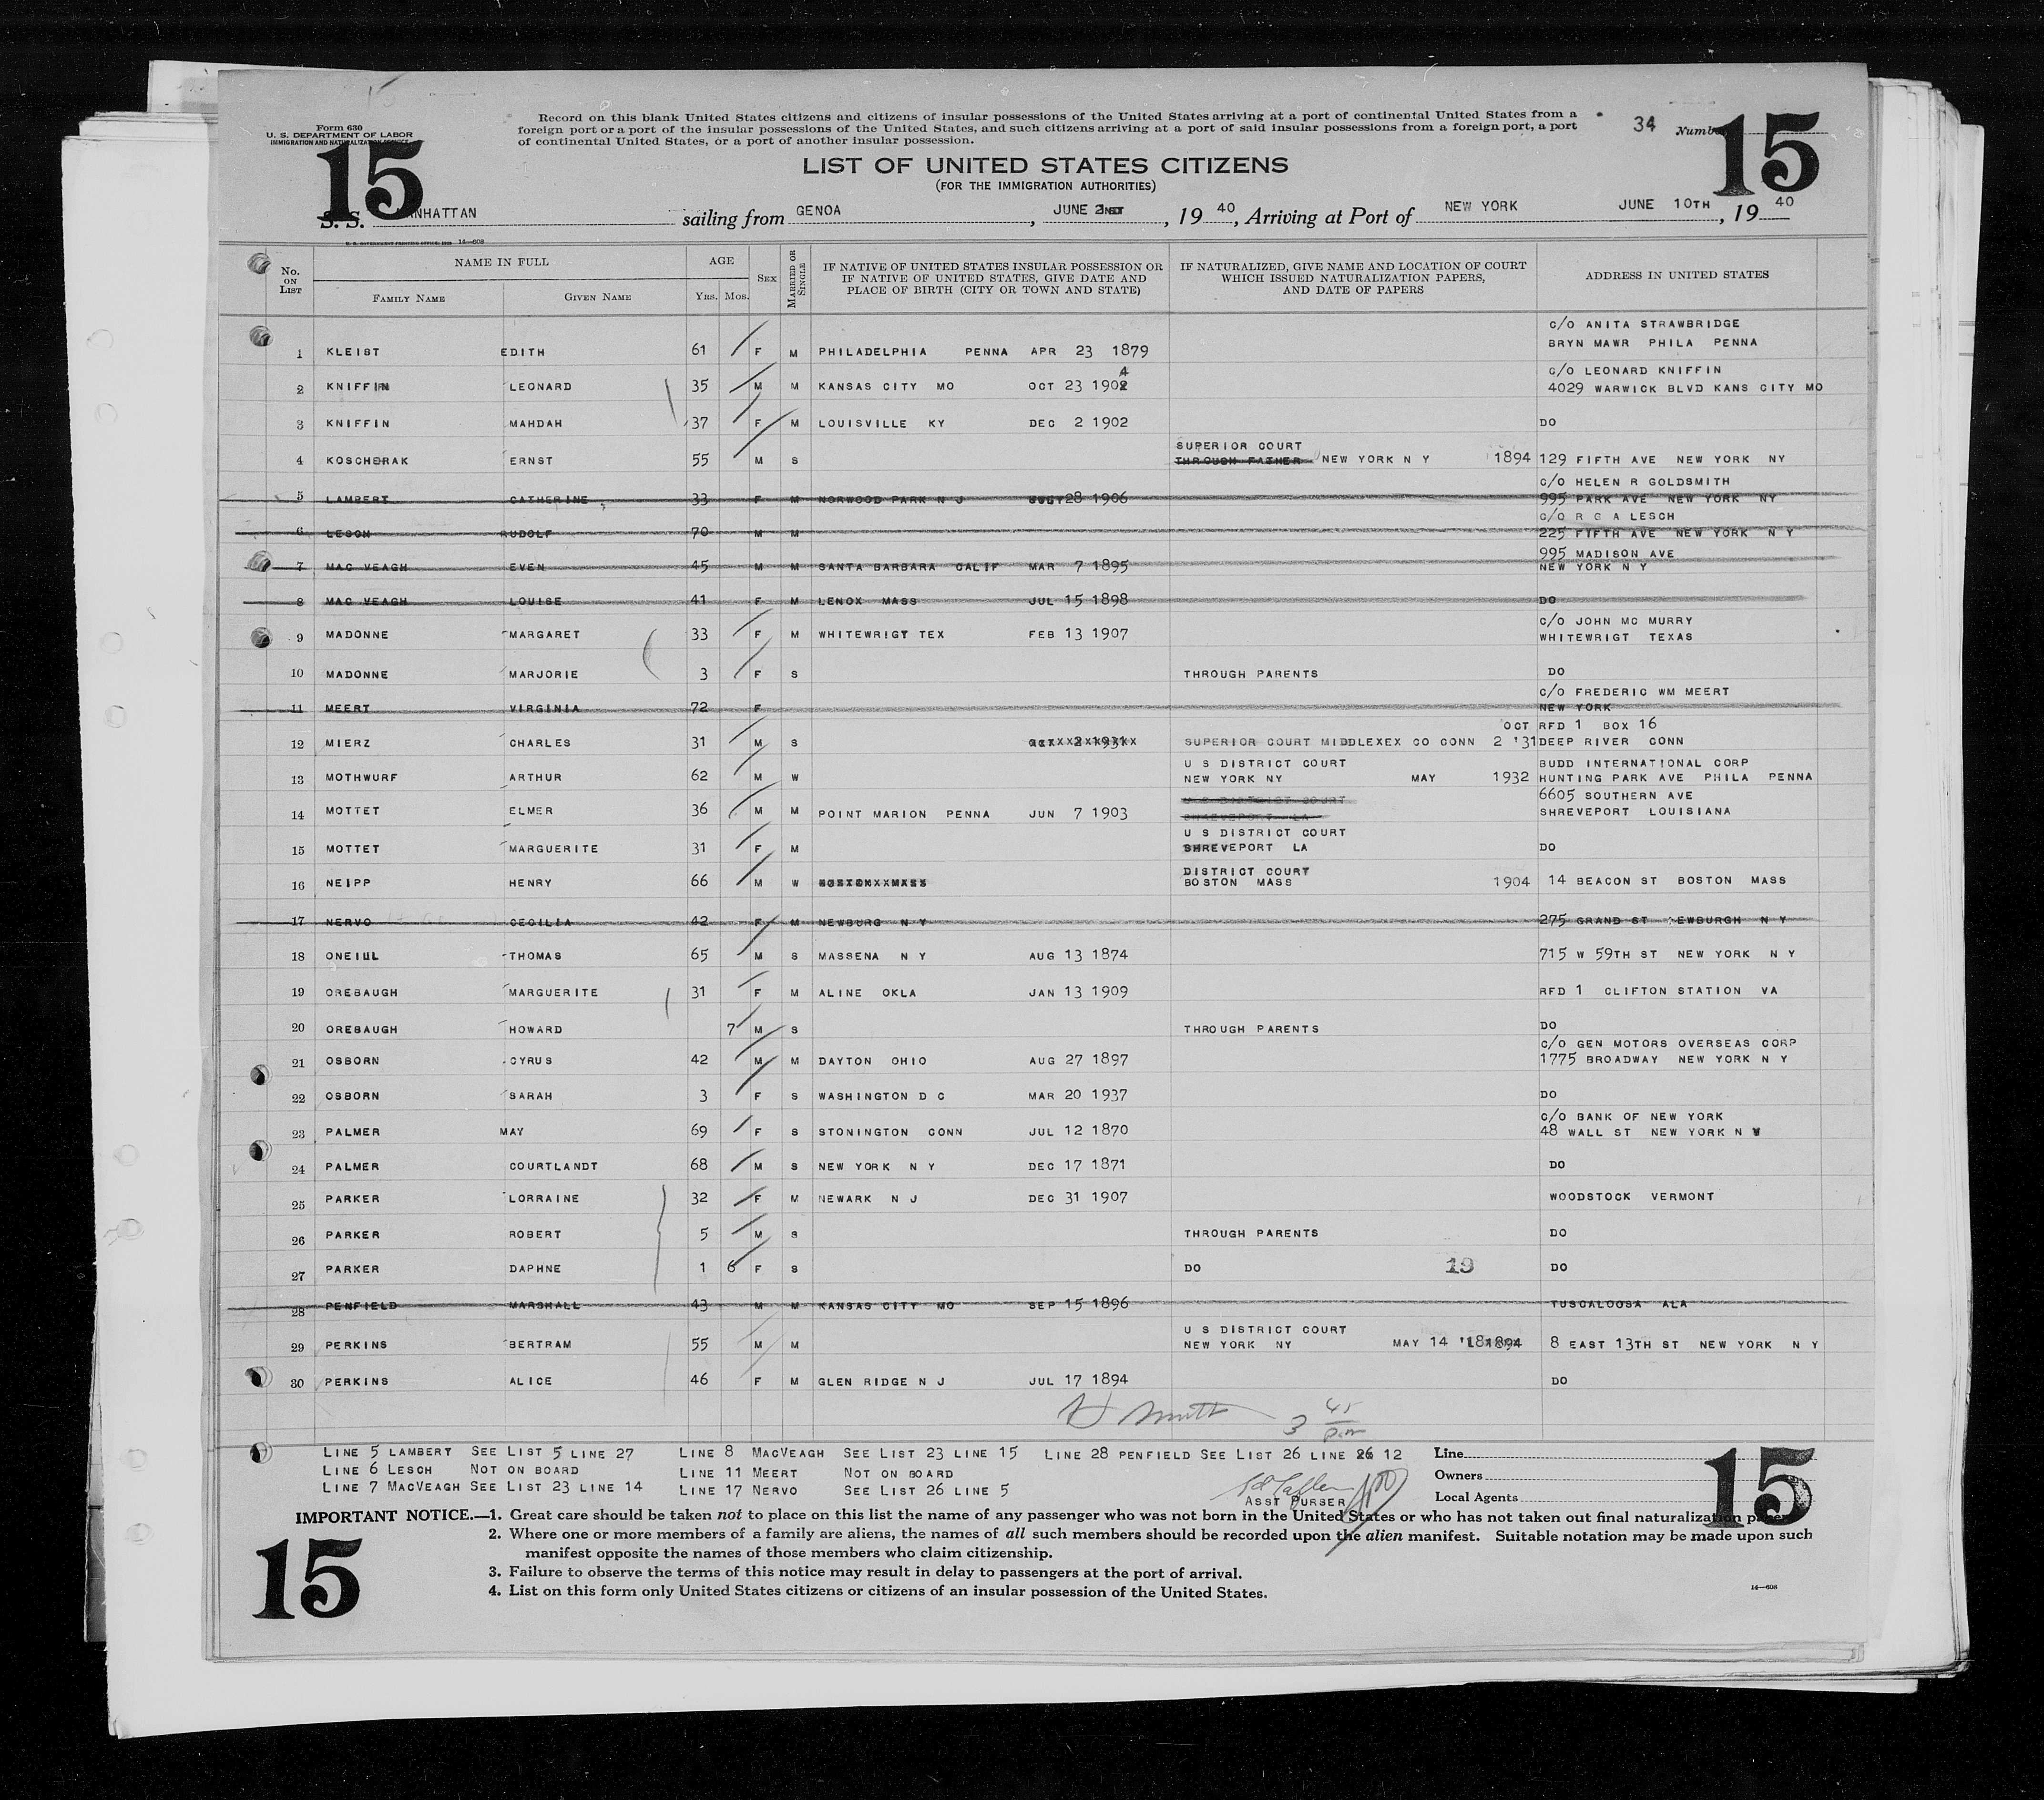 Form 630
U. S. DEPARTMENT OF LABOR
IMMIGRATION AND NATURALIZATION SERVICE
Record on this blank United States citizens and citizens of insular possessions of the United States arriving at a port of continental United States from a
foreign port or a port of the insular possessions of the United States, and such citizens arriving at a port of said insular possessions from a foreign port, a port
of continental United States, or a port of another insular possession.
34 Number
15 15
LIST OF UNITED STATES CITIZENS
(FOR THE IMMIGRATION AUTHORITIES)
S. S. MANHATTAN sailing from GENOA, JUNE, 19 40, Arriving at Port of NEW YORK JUNE 10TH, 19 40
U. S. GOVERNMENT PRINTING OFFICE 14—608
No. ON LIST NAME IN FULL AGE SEX MARRIED OR SINGLE IF NATIVE OF UNITED STATES INSULAR POSSESSION OR IF NATIVE OF UNITED STATES, GIVE DATE AND PLACE OF BIRTH (CITY OR TOWN AND STATE) IF NATURALIZED, GIVE NAME AND LOCATION OF COURT WHICH ISSUED NATURALIZATION PAPERS, AND DATE OF PAPERS ADDRESS IN UNITED STATES
FAMILY NAME GIVEN NAME YRS. MOS.
C/O ANITA STRAWBRIDGE
1 KLEIST EDITH 61 F M PHILADELPHIA PENNA APR 23 1879 BRYN MAWR PHILA PENNA
4 C/O LEONARD KNIFFIN
2 KNIFFIN LEONARD 35 M M KANSAS CITY MO OCT 23 1902 4029 WARWICK BLVD KANS CITY MO
3 KNIFFIN MAHDAH 37 F M LOUISVILLE KY DEC 2 1902 DO
SUPERIOR COURT
4 KOSCHERAK ERNST 55 M S THROUGH FATHER NEW YORK N Y 1894 129 FIFTH AVE NEW YORK NY
C/O HELEN R GOLDSMITH
5 LAMBERT CATHERINE 33 F M NORWOOD PARK N J 28 1906 995 PARK AVE NEW YORK NY
C/O R G A LESCH
6 LESCH RUDOLF 70 M M 225 FIFTH AVE NEW YORK N Y
995 MADISON AVE
7 MAC VEAGH EVEN 45 M M SANTA BARBARA CALIF MAR 7 1895 NEW YORK N Y
8 MAC VEAGH LOUISE 41 F M LENOX MASS JUL 15 1898 DO
C/O JOHN MC MURRY
9 MADONNE MARGARET 33 F M WHITEWRIGT TEX FEB 13 1907 WHITEWRIGT TEXAS
10 MADONNE MARJORIE 3 F S THROUGH PARENTS DO
C/O FREDERIC WM MEERT
11 MEERT VIRGINIA 72 F NEW YORK
OCT RFD 1 BOX 16
12 MIERZ CHARLES 31 M S SUPERIOR COURT MIDDLEXEX CO CONN 2 '31 DEEP RIVER CONN
U S DISTRICT COURT BUDD INTERNATIONAL CORP
13 MOTHWURF ARTHUR 62 M W NEW YORK NY MAY 1932 HUNTING PARK AVE PHILA PENNA
U S DISTRICT COURT 6605 SOUTHERN AVE
14 MOTTET ELMER 36 M M POINT MARION PENNA JUN 7 1903 SHREVEPORT LA SHREVEPORT LOUISIANA
U S DISTRICT COURT
15 MOTTET MARGUERITE 31 F M SHREVEPORT LA DO
DISTRICT COURT
16 NEIPP HENRY 66 M W BOSTON MASS 1904 14 BEACON ST BOSTON MASS
17 NERVO CECILIA 42 F M NEWBURG N Y 275 GRAND ST NEWBURGH N Y
18 ONEILL THOMAS 65 M S MASSENA N Y AUG 13 1874 715 W 59TH ST NEW YORK N Y
19 OREBAUGH MARGUERITE 31 F M ALINE OKLA JAN 13 1909 RFD 1 CLIFTON STATION VA
20 OREBAUGH HOWARD 7 M S THROUGH PARENTS DO
C/O GEN MOTORS OVERSEAS CORP
21 OSBORN CYRUS 42 M M DAYTON OHIO AUG 27 1897 1775 BROADWAY NEW YORK N Y
22 OSBORN SARAH 3 F S WASHINGTON D C MAR 20 1937 DO
C/O BANK OF NEW YORK
23 PALMER MAY 69 F S STONINGTON CONN JUL 12 1870 48 WALL ST NEW YORK N Y
24 PALMER COURTLANDT 68 M S NEW YORK N Y DEC 17 1871 DO
25 PARKER LORRAINE 32 F M NEWARK N J DEC 31 1907 WOODSTOCK VERMONT
26 PARKER ROBERT 5 M S THROUGH PARENTS DO
27 PARKER DAPHNE 1 6 F S DO 19 DO
28 PENFIELD MARSHALL 43 M M KANSAS CITY MO SEP 15 1896 TUSCALOOSA ALA
U S DISTRICT COURT
29 PERKINS BERTRAM 55 M M NEW YORK NY MAY 14 '18 8 EAST 13TH ST NEW YORK N Y
30 PERKINS ALICE 46 F M GLEN RIDGE N J JUL 17 1894 DO
Smith 3 45 pm
LINE 5 LAMBERT SEE LIST 5 LINE 27 LINE 8 MACVEAGH SEE LIST 23 LINE 15 LINE 28 PENFIELD SEE LIST 26 LINE 26 12 Line
LINE 6 LESCH NOT ON BOARD LINE 11 MEERT NOT ON BOARD Owners
LINE 7 MACVEAGH SEE LIST 23 LINE 14 LINE 17 NERVO SEE LIST 26 LINE 5 ASST PURSER Local Agents
15
IMPORTANT NOTICE.—1. Great care should be taken not to place on this list the name of any passenger who was not born in the United States or who has not taken out final naturalization papers.
2. Where one or more members of a family are aliens, the names of all such members should be recorded upon the alien manifest. Suitable notation may be made upon such
manifest opposite the names of those members who claim citizenship.
3. Failure to observe the terms of this notice may result in delay to passengers at the port of arrival.
4. List on this form only United States citizens or citizens of an insular possession of the United States.
14—608
15